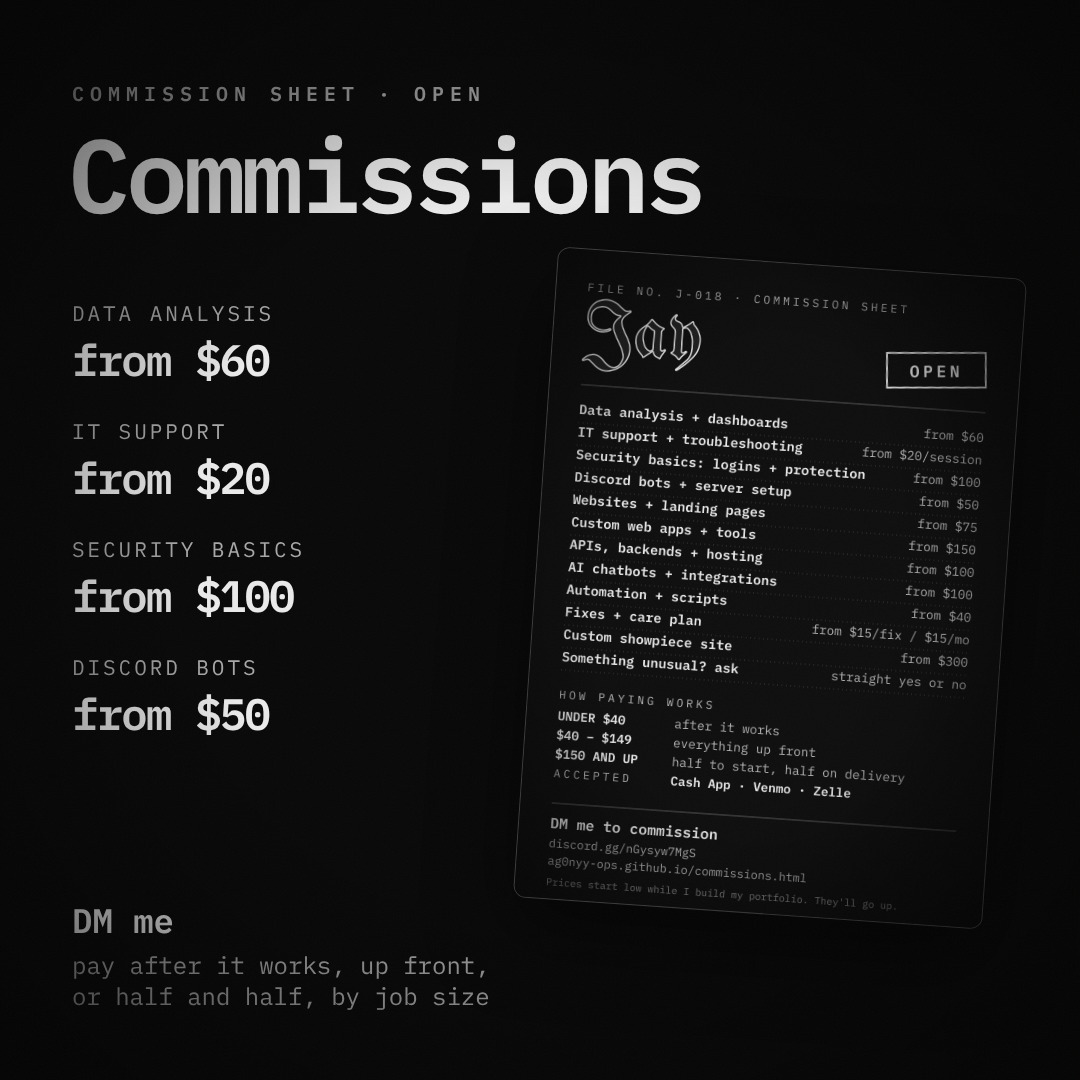 COMMISSION SHEET · OPEN
Commissions
DATA ANALYSIS
from $60
IT SUPPORT
from $20
SECURITY BASICS
from $100
DISCORD BOTS
from $50
DM me
pay after it works, up front,
or half and half, by job size
FILE NO. J-018 · COMMISSION SHEET
Jay
OPEN
Data analysis + dashboards from $60
IT support + troubleshooting from $20/session
Security basics: logins + protection from $100
Discord bots + server setup from $50
Websites + landing pages from $75
Custom web apps + tools from $150
APIs, backends + hosting from $100
AI chatbots + integrations from $100
Automation + scripts from $40
Fixes + care plan from $15/fix / $15/mo
Custom showpiece site from $300
Something unusual? ask straight yes or no
HOW PAYING WORKS
UNDER $40 after it works
$40 – $149 everything up front
$150 AND UP half to start, half on delivery
ACCEPTED Cash App · Venmo · Zelle
DM me to commission
discord.gg/nGysyw7MgS
ag0nyy-ops.github.io/commissions.html
Prices start low while I build my portfolio. They'll go up.